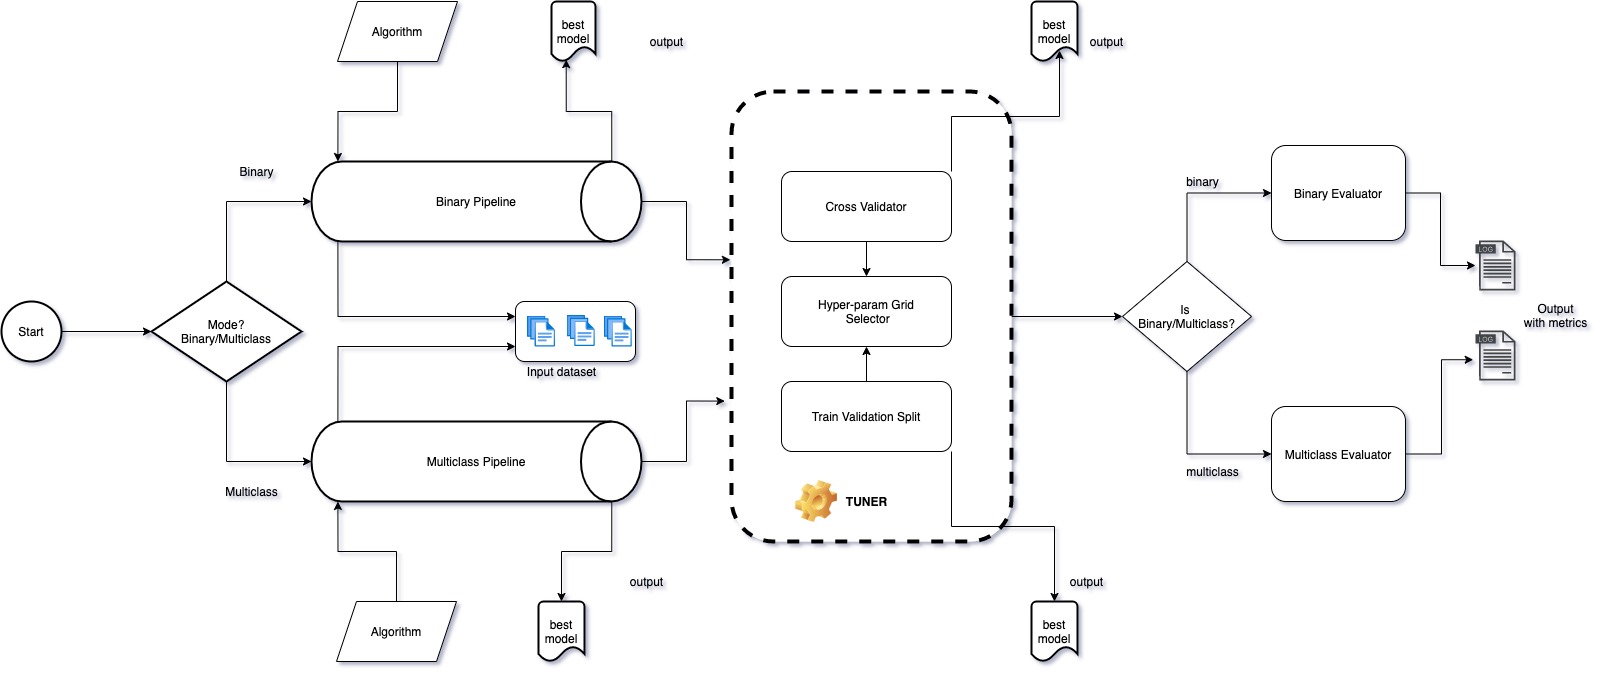 Algorithm
best
model
output
best
model
output
Binary
Binary Pipeline
Cross Validator
binary
Binary Evaluator
Start
Mode?
Binary/Multiclass
Input dataset
Hyper-param Grid
Selector
Is
Binary/Multiclass?
LOG
LOG
Output
with metrics
Multiclass
Multiclass Pipeline
Train Validation Split
TUNER
multiclass
Multiclass Evaluator
Algorithm
best
model
output
best
model
output